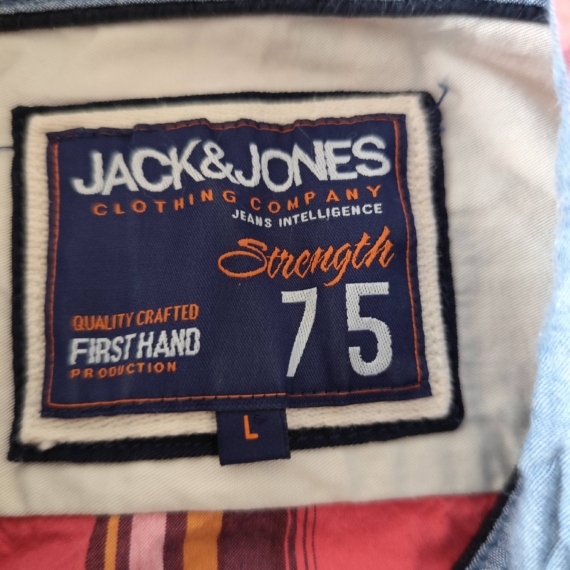 JACK&JONES
CLOTHING COMPANY
JEANS INTELLIGENCE
Strength
75
QUALITY CRAFTED
FIRST HAND
PRODUCTION
L